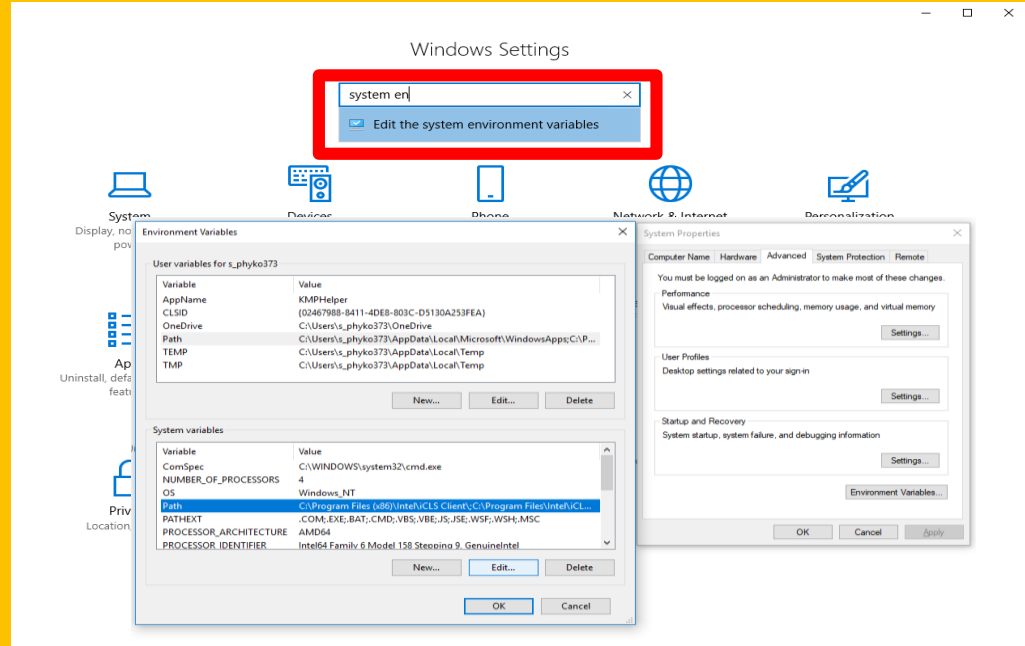 Windows Settings
system en
Edit the system environment variables
System
Devices
Phone
Network & Internet
Personalization
Display, no
pov
Ap
Uninstall, defa
featu
Priv
Location,
Environment Variables
User variables for s_phyko373
Variable Value
AppName KMPHelper
CLSID {02467988-8411-4DE8-803C-D5130A253FEA}
OneDrive C:\Users\s_phyko373\OneDrive
Path C:\Users\s_phyko373\AppData\Local\Microsoft\WindowsApps;C:\P...
TEMP C:\Users\s_phyko373\AppData\Local\Temp
TMP C:\Users\s_phyko373\AppData\Local\Temp
New... Edit... Delete
System variables
Variable Value
ComSpec C:\WINDOWS\system32\cmd.exe
NUMBER_OF_PROCESSORS 4
OS Windows_NT
Path C:\Program Files (x86)\Intel\iCLS Client\;C:\Program Files\Intel\iCL...
PATHEXT .COM;.EXE;.BAT;.CMD;.VBS;.VBE;.JS;.JSE;.WSF;.WSH;.MSC
PROCESSOR_ARCHITECTURE AMD64
PROCESSOR_IDENTIFIER Intel64 Family 6 Model 158 Stepping 9, GenuineIntel
New... Edit... Delete
OK Cancel
System Properties
Computer Name Hardware Advanced System Protection Remote
You must be logged on as an Administrator to make most of these changes.
Performance
Visual effects, processor scheduling, memory usage, and virtual memory
Settings...
User Profiles
Desktop settings related to your sign-in
Settings...
Startup and Recovery
System startup, system failure, and debugging information
Settings...
Environment Variables...
OK Cancel Apply